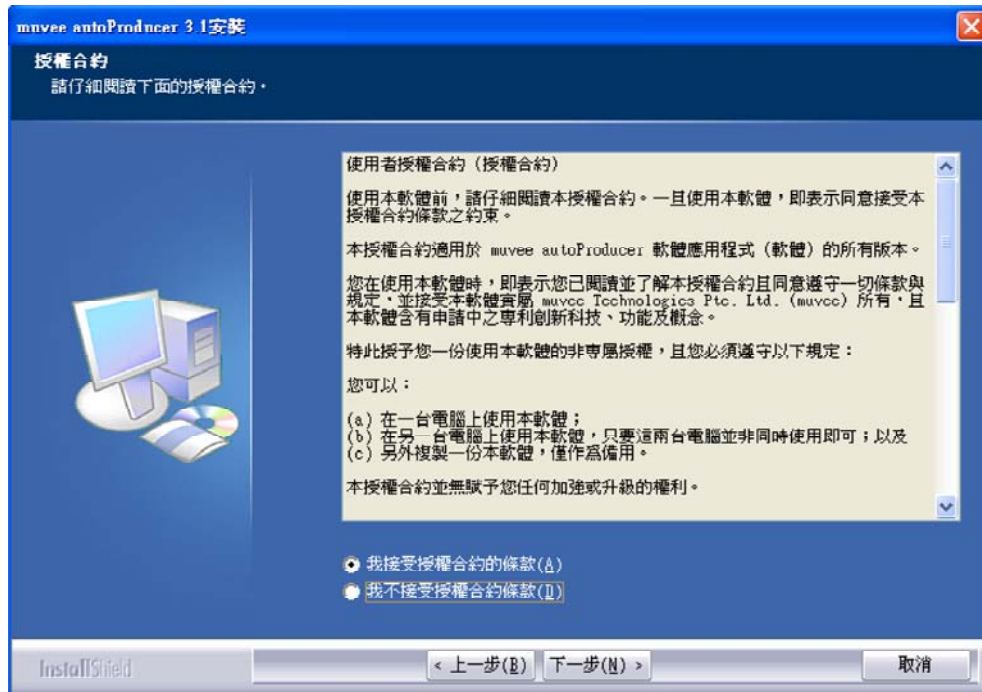 muvee autoProducer 3.1安裝
授權合約
請仔細閱讀下面的授權合約。
使用者授權合約（授權合約）
使用本軟體前，請仔細閱讀本授權合約。一旦使用本軟體，即表示同意接受本
授權合約條款之約束。
本授權合約適用於 muvee autoProducer 軟體應用程式（軟體）的所有版本。
您在使用本軟體時，即表示您已閱讀並了解本授權合約且同意遵守一切條款與
規定，並接受本軟體實屬 muvee Technologies Pte. Ltd. (muvee) 所有，且
本軟體含有申請中之專利創新科技、功能及概念。
特此授予您一份使用本軟體的非專屬授權，且您必須遵守以下規定：
您可以：
(a) 在一台電腦上使用本軟體；
(b) 在另一台電腦上使用本軟體，只要這兩台電腦並非同時使用即可；以及
(c) 另外複製一份本軟體，僅作為備用。
本授權合約並無賦予您任何加強或升級的權利。
我接受授權合約的條款(A)
我不接受授權合約條款(D)
InstallShield
< 上一步(B)
下一步(N) >
取消